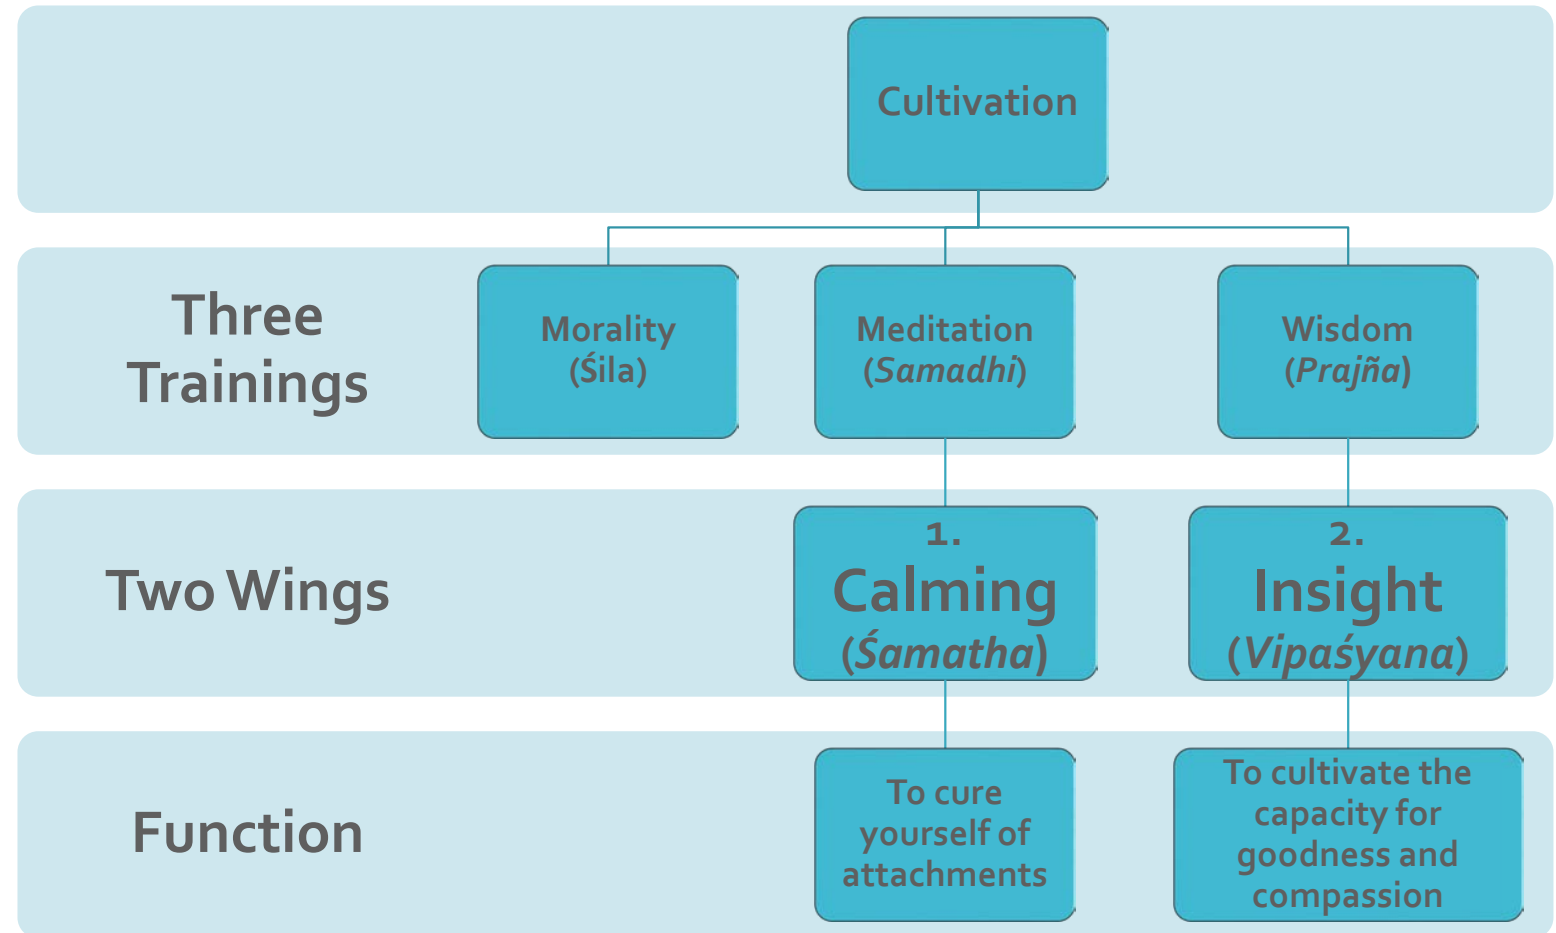 Cultivation
Three
Trainings
Morality
(Śila)
Meditation
(Samadhi)
Wisdom
(Prajña)
Two Wings
1.
Calming
(Śamatha)
2.
Insight
(Vipaśyana)
Function
To cure
yourself of
attachments
To cultivate the
capacity for
goodness and
compassion